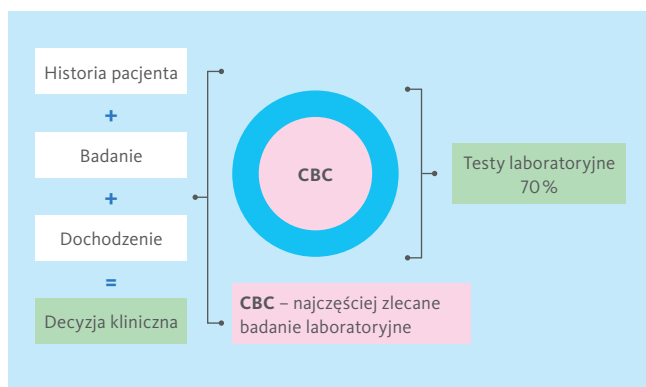 Historia pacjenta
+
Badanie
+
Dochodzenie
=
Decyzja kliniczna
CBC
CBC – najczęściej zlecane
badanie laboratoryjne
Testy laboratoryjne
70 %